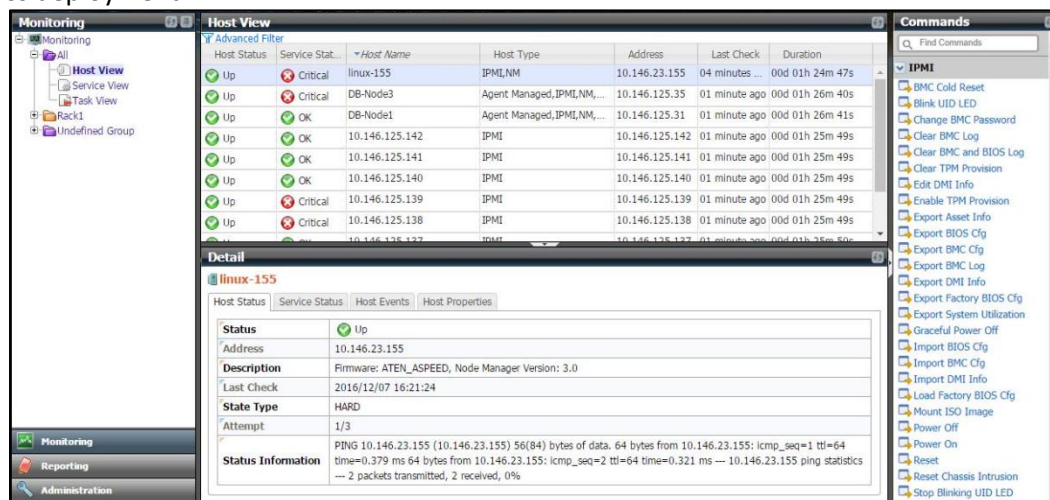 Monitoring
Monitoring
All
Host View
Service View
Task View
Rack1
Undefined Group
Monitoring
Reporting
Administration
Host View
Advanced Filter
Host Status Service Stat... Host Name Host Type Address Last Check Duration
Up Critical linux-155 IPMI,NM 10.146.23.155 04 minutes ... 00d 01h 24m 47s
Up Critical DB-Node3 Agent Managed,IPMI,NM,... 10.146.125.35 01 minute ago 00d 01h 26m 40s
Up OK DB-Node1 Agent Managed,IPMI,NM,... 10.146.125.31 01 minute ago 00d 01h 26m 41s
Up OK 10.146.125.142 IPMI 10.146.125.142 01 minute ago 00d 01h 25m 49s
Up OK 10.146.125.141 IPMI 10.146.125.141 01 minute ago 00d 01h 25m 49s
Up OK 10.146.125.140 IPMI 10.146.125.140 01 minute ago 00d 01h 25m 49s
Up Critical 10.146.125.139 IPMI 10.146.125.139 01 minute ago 00d 01h 25m 49s
Up Critical 10.146.125.138 IPMI 10.146.125.138 01 minute ago 00d 01h 25m 49s
10.146.125.137 IPMI 10.146.125.137 01 minute ago 00d 01h 25m 50s
Detail
linux-155
Host Status Service Status Host Events Host Properties
Status Up
Address 10.146.23.155
Description Firmware: ATEN_ASPEED, Node Manager Version: 3.0
Last Check 2016/12/07 16:21:24
State Type HARD
Attempt 1/3
Status Information PING 10.146.23.155 (10.146.23.155) 56(84) bytes of data. 64 bytes from 10.146.23.155: icmp_seq=1 ttl=64
time=0.379 ms 64 bytes from 10.146.23.155: icmp_seq=2 ttl=64 time=0.321 ms --- 10.146.23.155 ping statistics
--- 2 packets transmitted, 2 received, 0%
Commands
Find Commands
IPMI
BMC Cold Reset
Blink UID LED
Change BMC Password
Clear BMC Log
Clear BMC and BIOS Log
Clear TPM Provision
Edit DMI Info
Enable TPM Provision
Export Asset Info
Export BIOS Cfg
Export BMC Cfg
Export BMC Log
Export DMI Info
Export Factory BIOS Cfg
Export System Utilization
Graceful Power Off
Import BIOS Cfg
Import BMC Cfg
Import DMI Info
Load Factory BIOS Cfg
Mount ISO Image
Power Off
Power On
Reset
Reset Chassis Intrusion
Stop Blinking UID LED